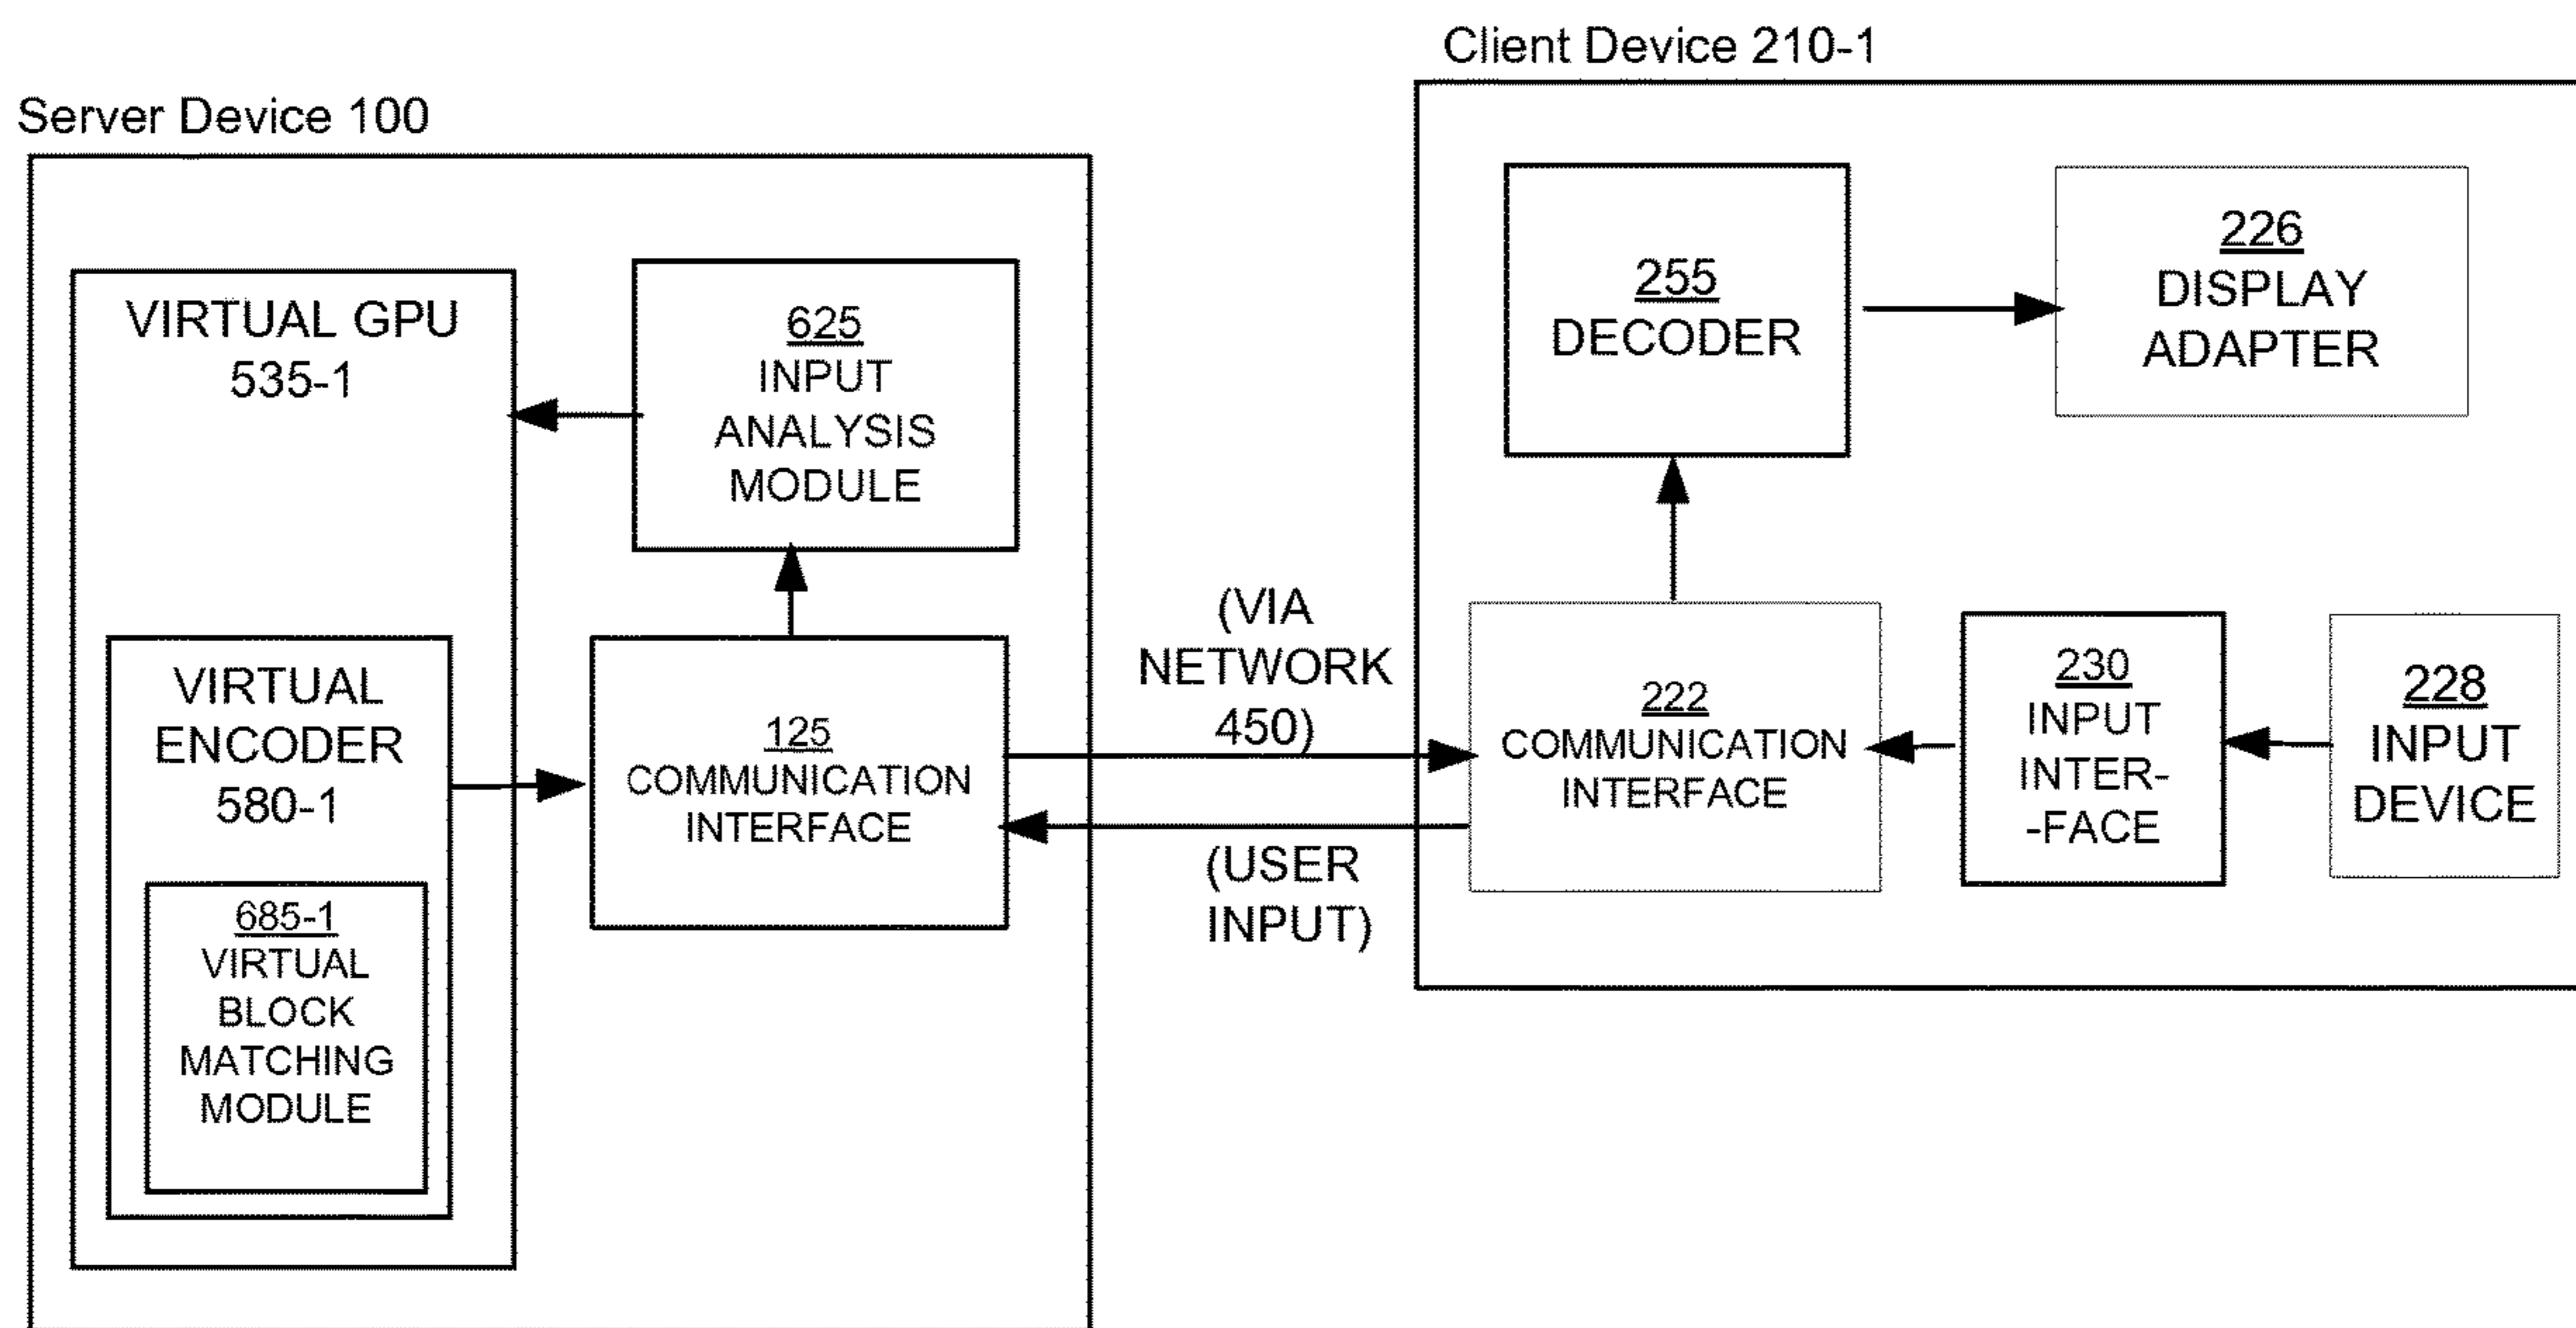 Client Device 210-1
Server Device 100
VIRTUAL GPU
535-1
625
INPUT
ANALYSIS
MODULE
VIRTUAL
ENCODER
580-1
685-1
VIRTUAL
BLOCK
MATCHING
MODULE
125
COMMUNICATION
INTERFACE
(VIA
NETWORK
450)
(USER
INPUT)
255
DECODER
226
DISPLAY
ADAPTER
222
COMMUNICATION
INTERFACE
230
INPUT
INTER-
-FACE
228
INPUT
DEVICE